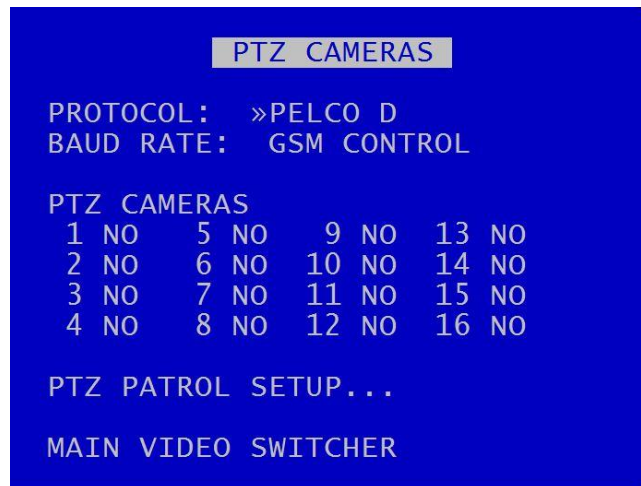 PTZ CAMERAS
PROTOCOL: »PELCO D
BAUD RATE: GSM CONTROL
PTZ CAMERAS
1 NO 5 NO 9 NO 13 NO
2 NO 6 NO 10 NO 14 NO
3 NO 7 NO 11 NO 15 NO
4 NO 8 NO 12 NO 16 NO
PTZ PATROL SETUP...
MAIN VIDEO SWITCHER